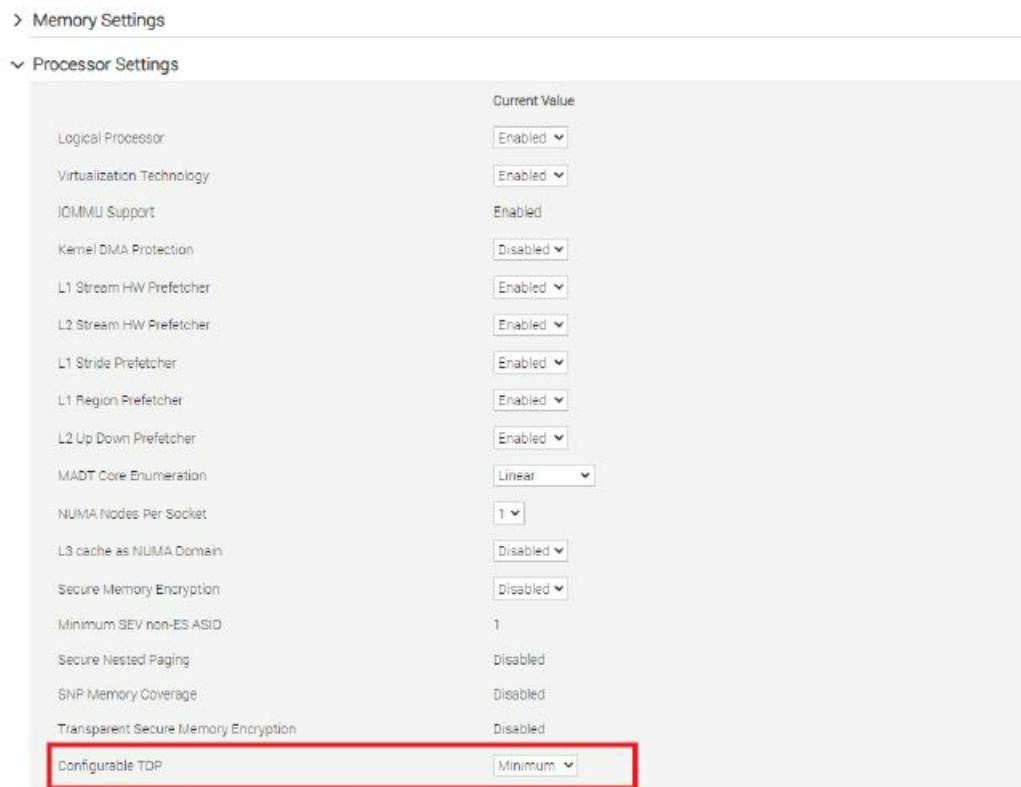 Memory Settings
Processor Settings
Current Value
Logical Processor Enabled
Virtualization Technology Enabled
IOMMU Support Enabled
Kernel DMA Protection Disabled
L1 Stream HW Prefetcher Enabled
L2 Stream HW Prefetcher Enabled
L1 Stride Prefetcher Enabled
L1 Region Prefetcher Enabled
L2 Up Down Prefetcher Enabled
MADT Core Enumeration Linear
NUMA Nodes Per Socket 1
L3 cache as NUMA Domain Disabled
Secure Memory Encryption Disabled
Minimum SEV non-ES ASID 1
Secure Nested Paging Disabled
SNP Memory Coverage Disabled
Transparent Secure Memory Encryption Disabled
Configurable TDP Minimum